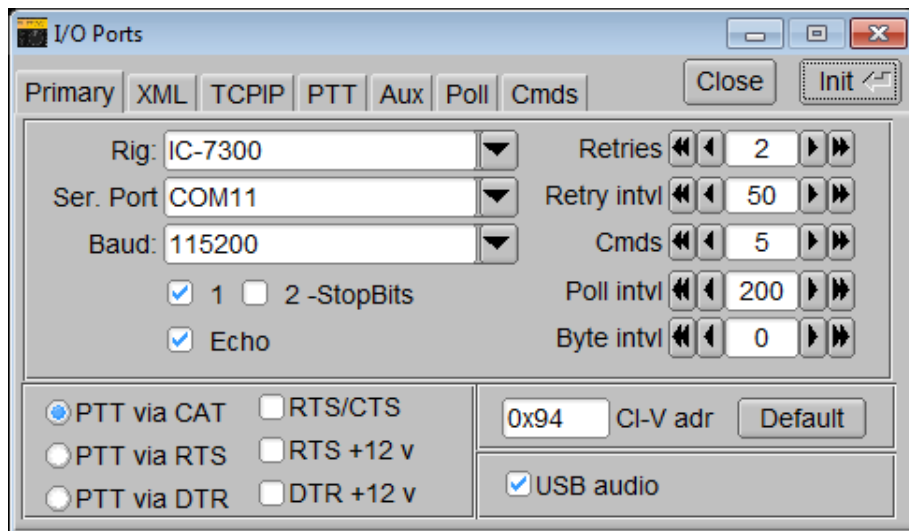 I/O Ports
Primary XML TCPIP PTT Aux Poll Cmds Close Init
Rig: IC-7300 Retries 2
Ser. Port COM11 Retry intvl 50
Baud: 115200 Cmds 5
1 2 -StopBits Poll intvl 200
Echo Byte intvl 0
PTT via CAT RTS/CTS 0x94 CI-V adr Default
PTT via RTS RTS +12 v
PTT via DTR DTR +12 v USB audio